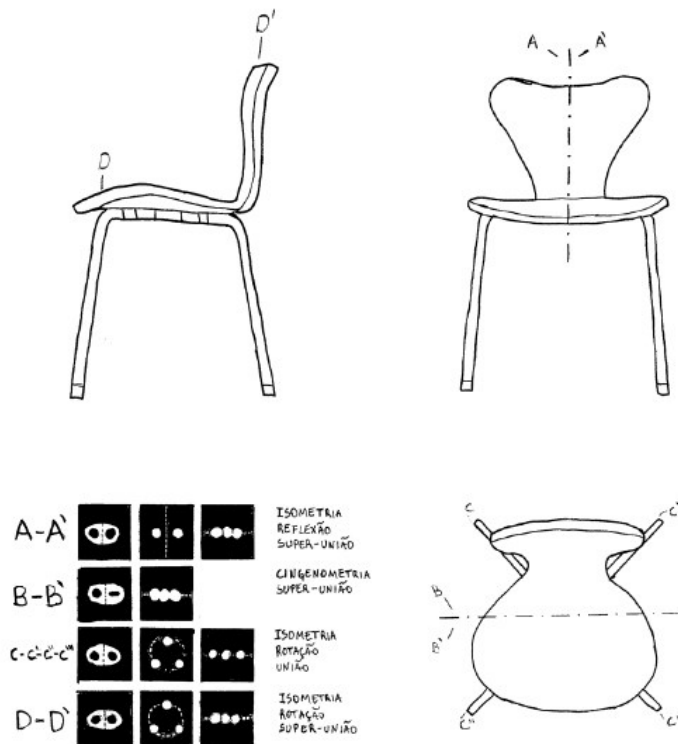 D'
D
A A'
A-A' ISOMETRIA
REFLEXÃO
SUPER-UNIÃO
B-B' CINGENOMETRIA
SUPER-UNIÃO
C-C'-C"-C''' ISOMETRIA
ROTAÇÃO
UNIÃO
D-D' ISOMETRIA
ROTAÇÃO
SUPER-UNIÃO
C C'
B
B'
C"